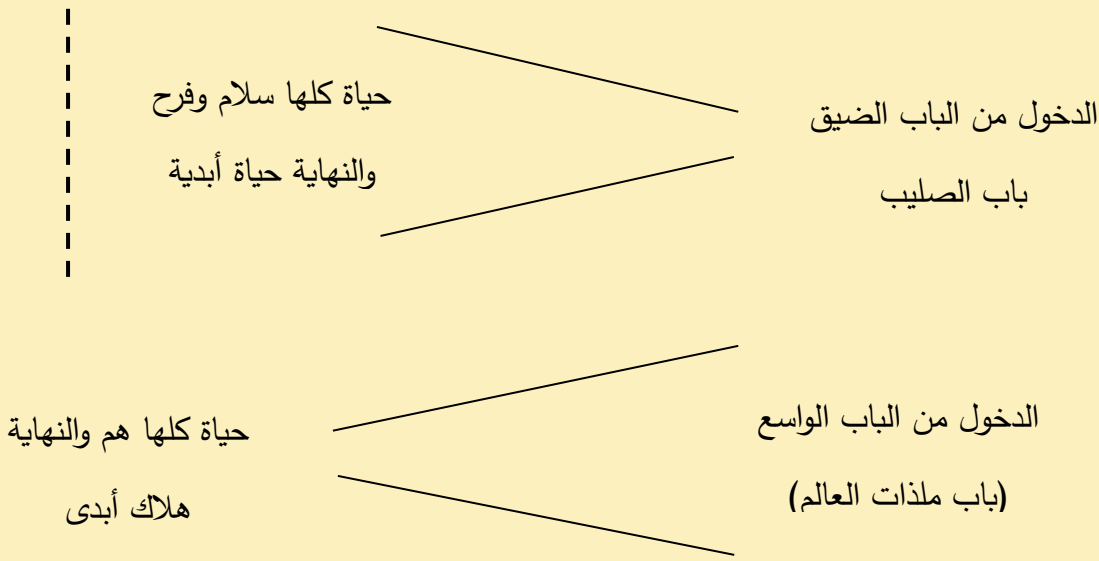 الدخول من الباب الضيق
باب الصليب
حياة كلها سلام وفرح
والنهاية حياة أبدية
الدخول من الباب الواسع
(باب ملذات العالم)
حياة كلها هم والنهاية
هلاك أبدى